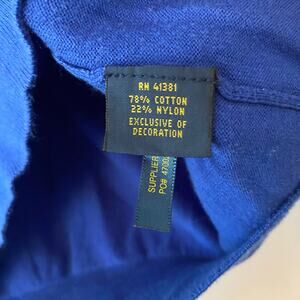 RN 41381
78% COTTON
22% NYLON
EXCLUSIVE OF
DECORATION
SUPPLIER
PO#